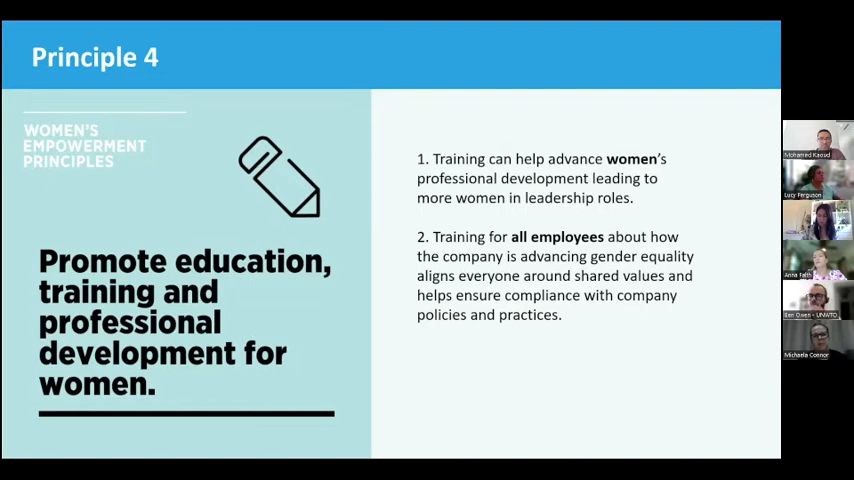 Principle 4
WOMEN'S
EMPOWERMENT
PRINCIPLES
Promote education,
training and
professional
development for
women.
1. Training can help advance women's
professional development leading to
more women in leadership roles.
2. Training for all employees about how
the company is advancing gender equality
aligns everyone around shared values and
helps ensure compliance with company
policies and practices.
Mohamed Kaoud
Lucy Ferguson
Anna Faith
Ben Owen - UNWTO
Michaela Connor